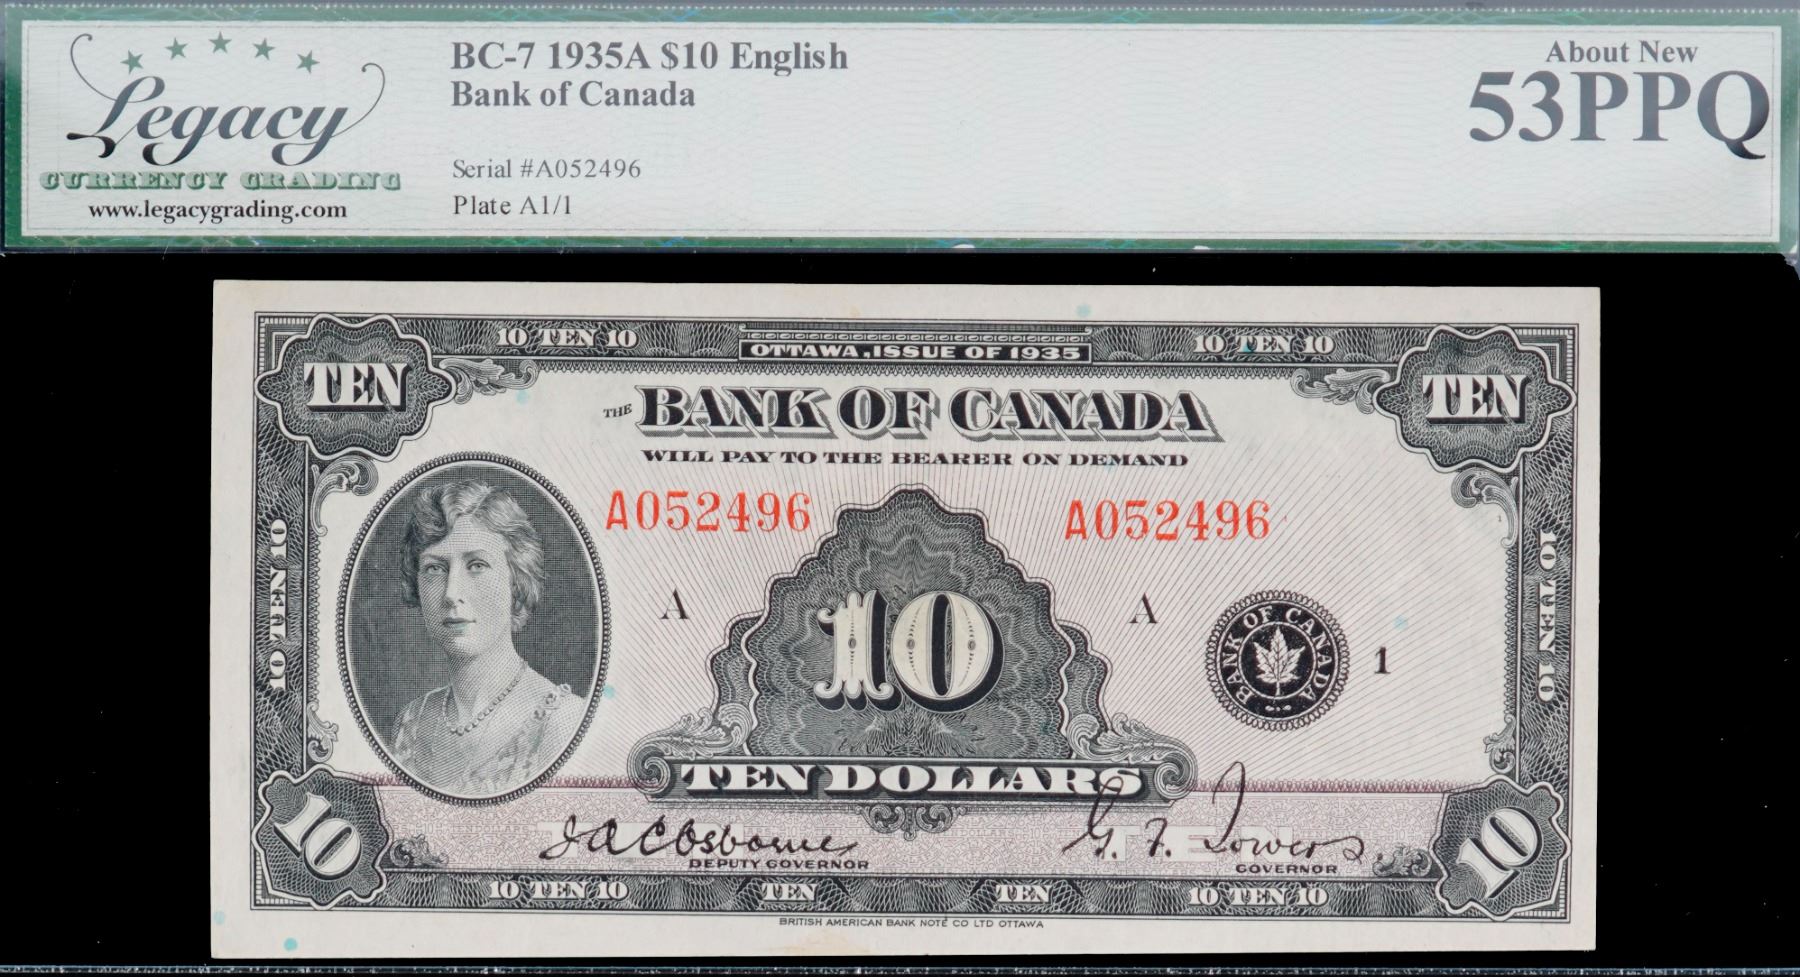 Legacy
CURRENCY GRADING
www.legacygrading.com
BC-7 1935A $10 English
Bank of Canada
Serial #A052496
Plate A1/1
About New
53PPQ
10 TEN 10
OTTAWA, ISSUE OF 1935
10 TEN 10
TEN
TEN
THE BANK OF CANADA
WILL PAY TO THE BEARER ON DEMAND
A052496
A052496
10 TEN 10
10 TEN 10
A
10
A
BANK OF CANADA
1
TEN DOLLARS
TEN
10
10
J A C Osborne
DEPUTY GOVERNOR
G. F. Towers
GOVERNOR
10 TEN 10
TEN
TEN
10 TEN 10
BRITISH AMERICAN BANK NOTE CO LTD OTTAWA